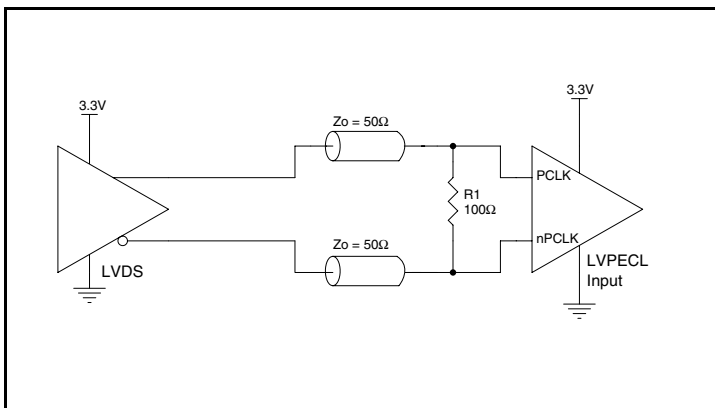 3.3V
3.3V
Zo = 50Ω
PCLK
R1
100Ω
nPCLK
Zo = 50Ω
LVDS
LVPECL
Input